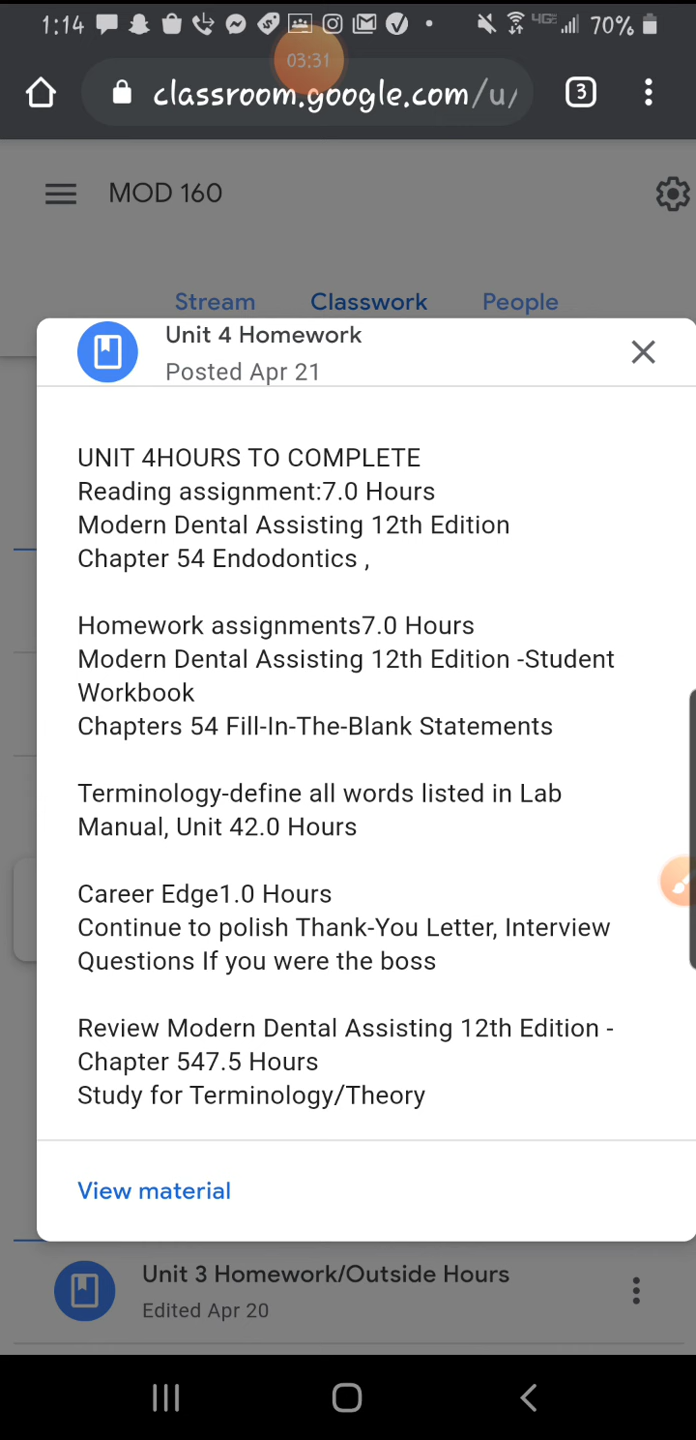 1:14
4GE
70%
03:31
classroom.google.com/u/
3
MOD 160
Stream Classwork People
Unit 4 Homework
Posted Apr 21
UNIT 4HOURS TO COMPLETE
Reading assignment:7.0 Hours
Modern Dental Assisting 12th Edition
Chapter 54 Endodontics ,
Homework assignments7.0 Hours
Modern Dental Assisting 12th Edition -Student
Workbook
Chapters 54 Fill-In-The-Blank Statements
Terminology-define all words listed in Lab
Manual, Unit 42.0 Hours
Career Edge1.0 Hours
Continue to polish Thank-You Letter, Interview
Questions If you were the boss
Review Modern Dental Assisting 12th Edition -
Chapter 547.5 Hours
Study for Terminology/Theory
View material
Unit 3 Homework/Outside Hours
Edited Apr 20